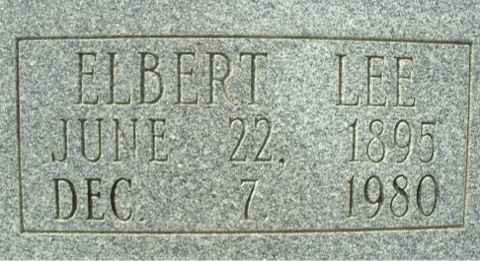 ELBERT LEE
JUNE 22, 1895
DEC. 7. 1980